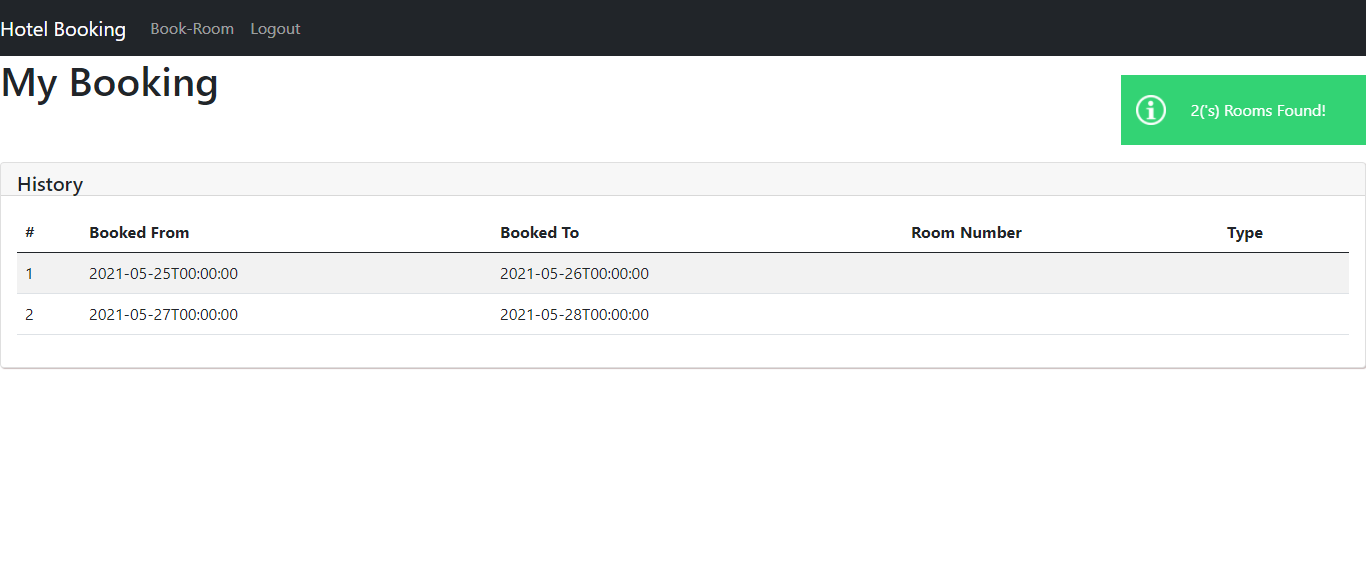 Hotel Booking Book-Room Logout
My Booking
2('s) Rooms Found!
History
# Booked From Booked To Room Number Type
1 2021-05-25T00:00:00 2021-05-26T00:00:00
2 2021-05-27T00:00:00 2021-05-28T00:00:00